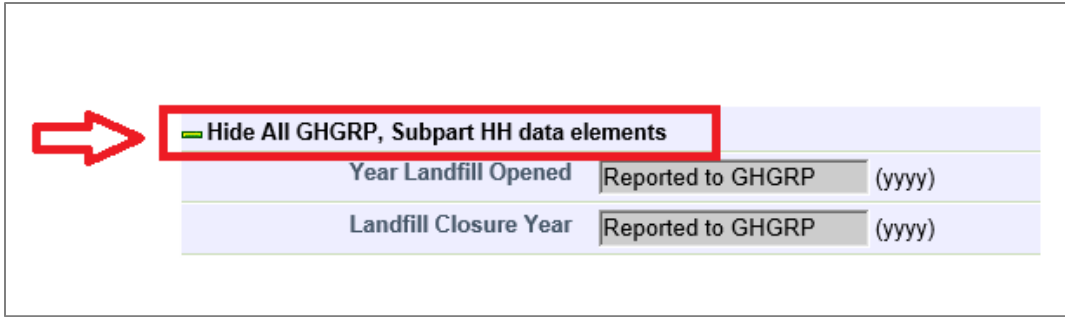 Hide All GHGRP, Subpart HH data elements
Year Landfill Opened Reported to GHGRP (yyyy)
Landfill Closure Year Reported to GHGRP (yyyy)